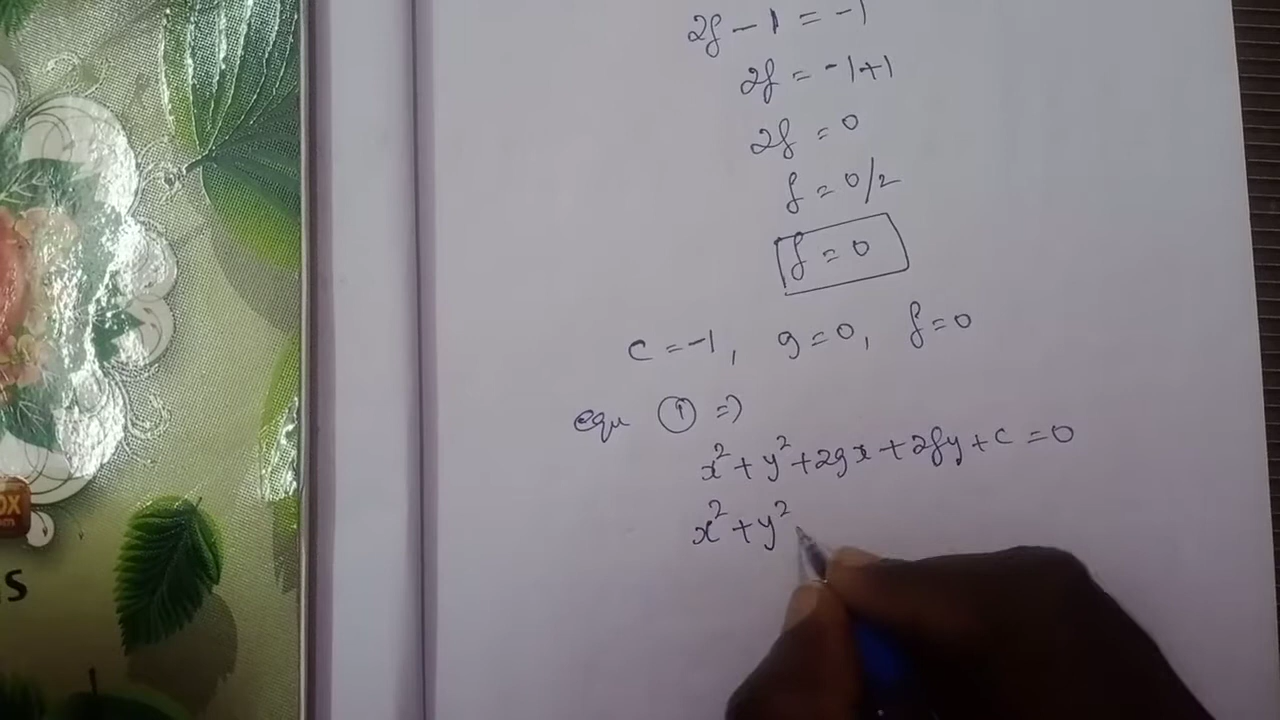 2f - 1 = -1
2f = -1+1
2f = 0
f = 0/2
f = 0
c = -1, g = 0, f = 0
equ ① =>
x² + y² + 2gx + 2fy + c = 0
x² + y²